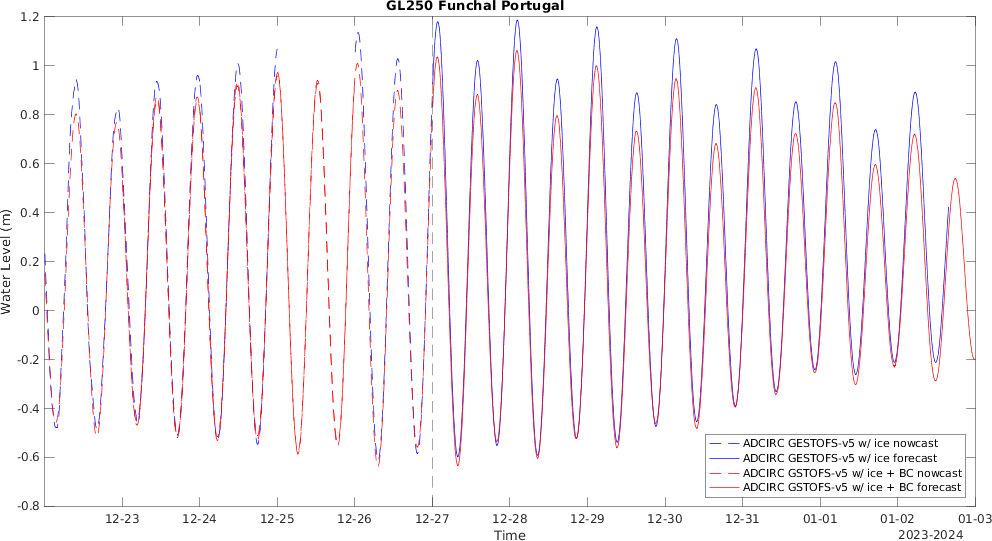 GL250 Funchal Portugal
1.2
1
0.8
0.6
0.4
0.2
0
-0.2
-0.4
-0.6
-0.8
Water Level (m)
ADCIRC GESTOFS-v5 w/ ice nowcast
ADCIRC GESTOFS-v5 w/ ice forecast
ADCIRC GSTOFS-v5 w/ ice + BC nowcast
ADCIRC GSTOFS-v5 w/ ice + BC forecast
12-23 12-24 12-25 12-26 12-27 12-28 12-29 12-30 12-31 01-01 01-02 01-03
Time
2023-2024